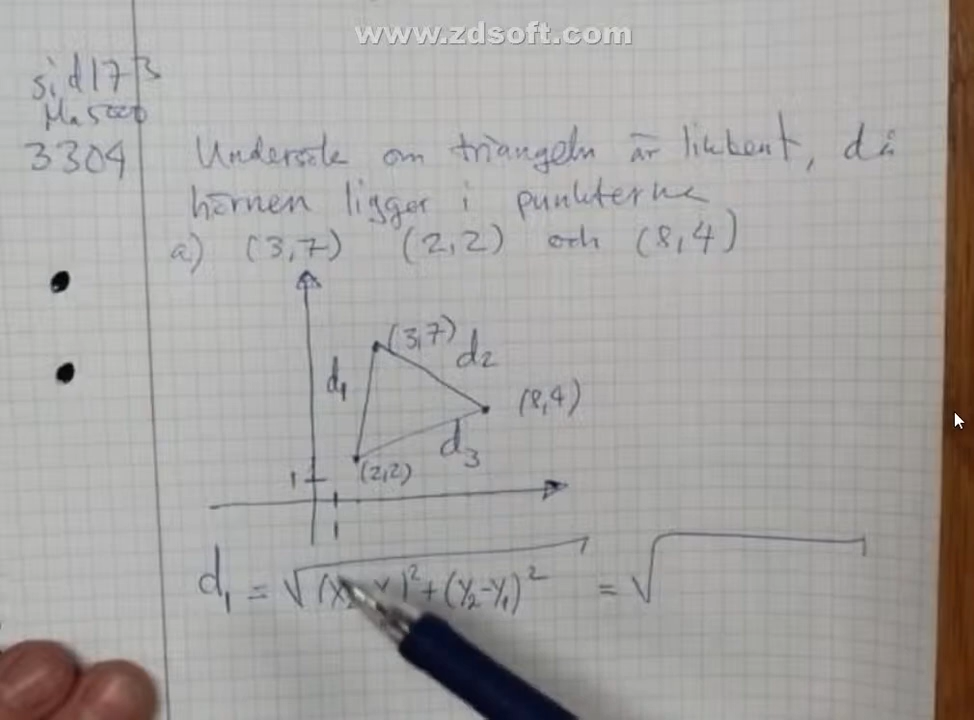 www.zdsoft.com
sid 173
Ma 5000
3304 Undersök om triangeln är likbent, då
hörnen ligger i punkterna
a) (3,7) (2,2) och (8,4)
(3,7)
d2
d1
(8,4)
d3
(2,2)
1
1
d₁ = √(x₂-x₁)²+(y₂-y₁)² = √